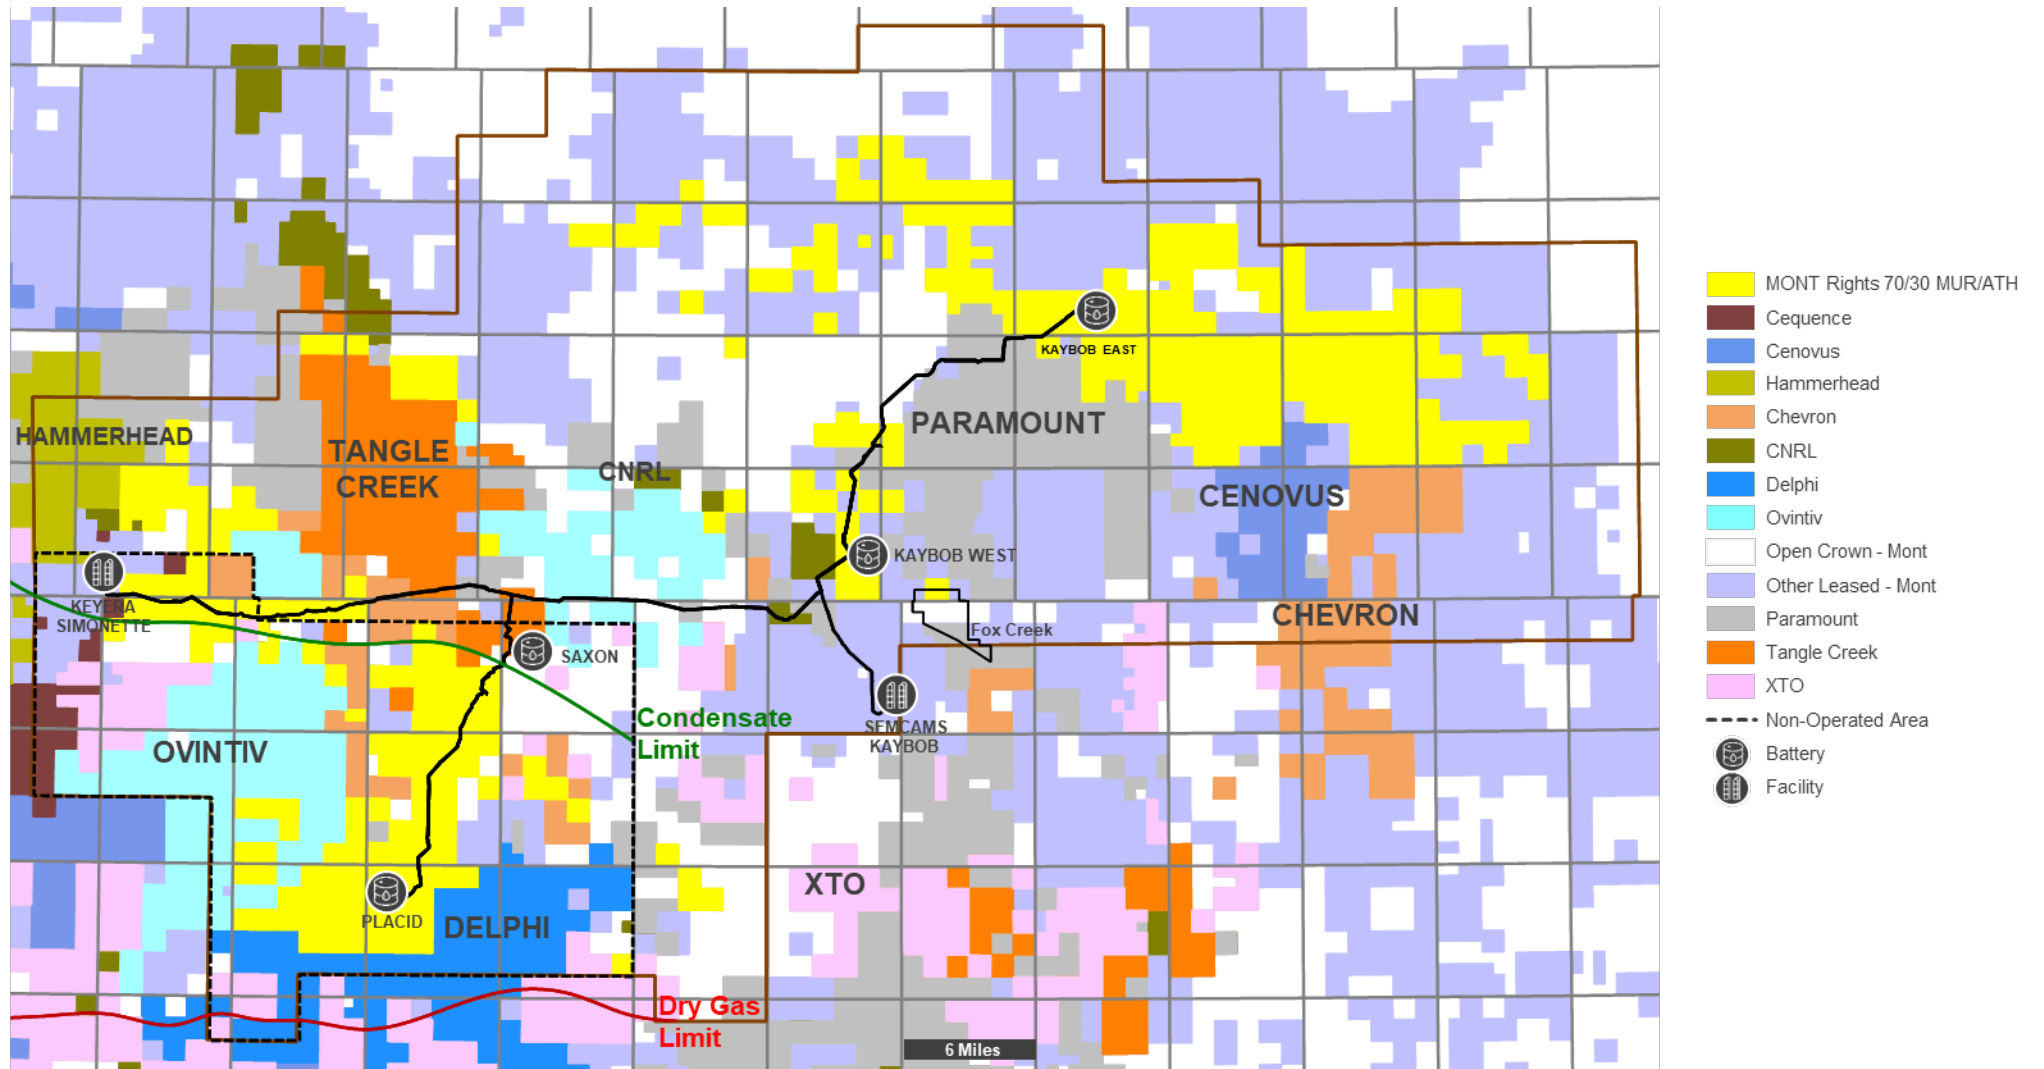 KAYBOB EAST
PARAMOUNT
HAMMERHEAD
TANGLE
CREEK
CNRL
CENOVUS
KAYBOB WEST
KEYERA
SIMONETTE
CHEVRON
Fox Creek
SAXON
Condensate
Limit
SEMCAMS
KAYBOB
OVINTIV
XTO
PLACID
DELPHI
Dry Gas
Limit
6 Miles
MONT Rights 70/30 MUR/ATH
Cequence
Cenovus
Hammerhead
Chevron
CNRL
Delphi
Ovintiv
Open Crown - Mont
Other Leased - Mont
Paramount
Tangle Creek
XTO
Non-Operated Area
Battery
Facility